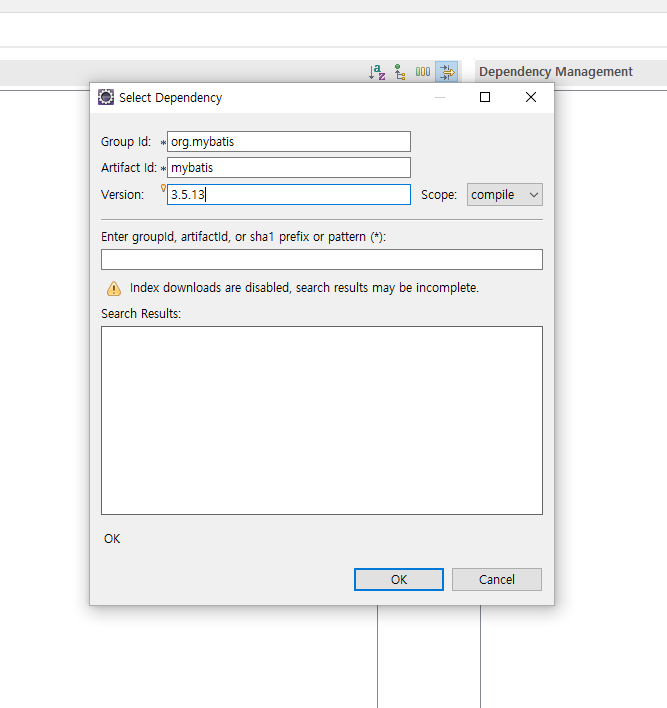 Dependency Management
Select Dependency
Group Id: * org.mybatis
Artifact Id: * mybatis
Version: 3.5.13 Scope: compile
Enter groupId, artifactId, or sha1 prefix or pattern (*):
Index downloads are disabled, search results may be incomplete.
Search Results:
OK
OK Cancel